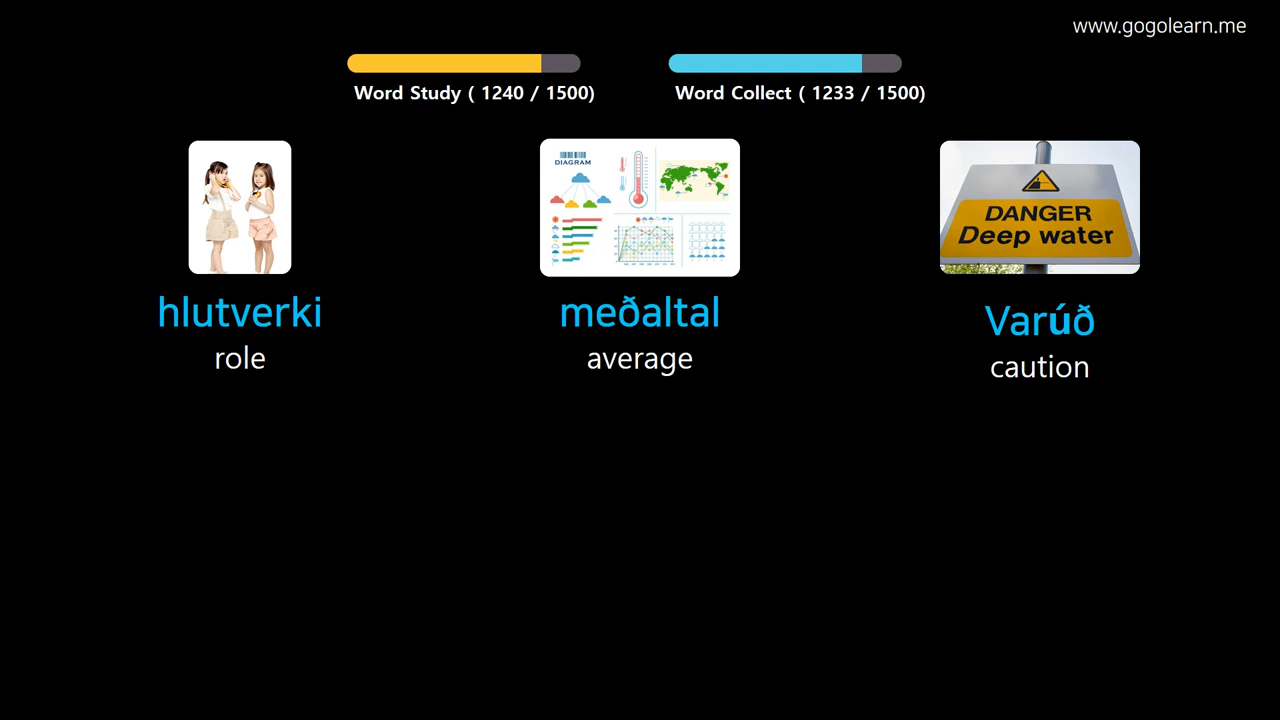 www.gogolearn.me
Word Study ( 1240 / 1500)
Word Collect ( 1233 / 1500)
DIAGRAM
DANGER
Deep water
hlutverki
role
meðaltal
average
Varúð
caution